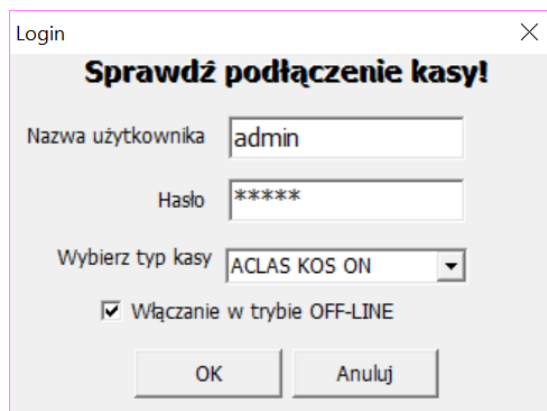 Login
Sprawdź podłączenie kasy!
Nazwa użytkownika admin
Hasło *****
Wybierz typ kasy ACLAS KOS ON
Włączanie w trybie OFF-LINE
OK Anuluj